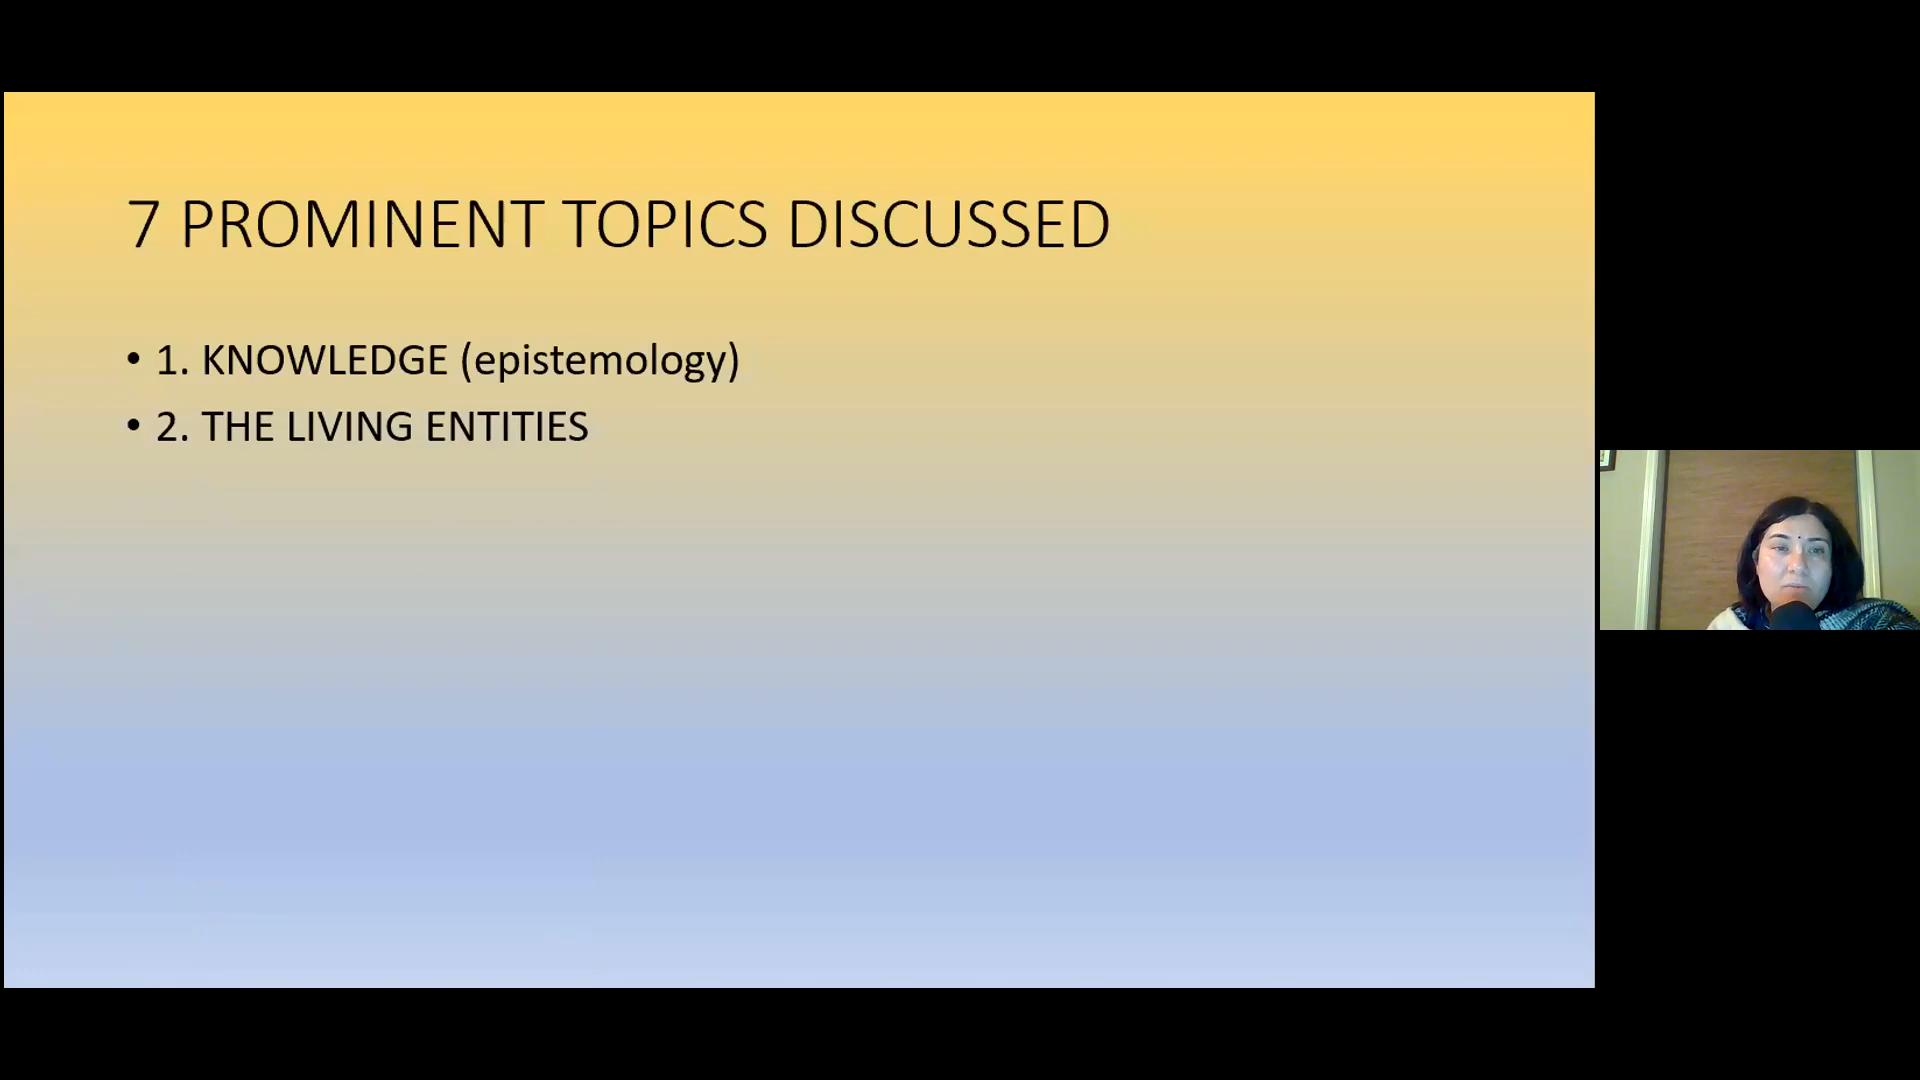 7 PROMINENT TOPICS DISCUSSED
• 1. KNOWLEDGE (epistemology)
• 2. THE LIVING ENTITIES